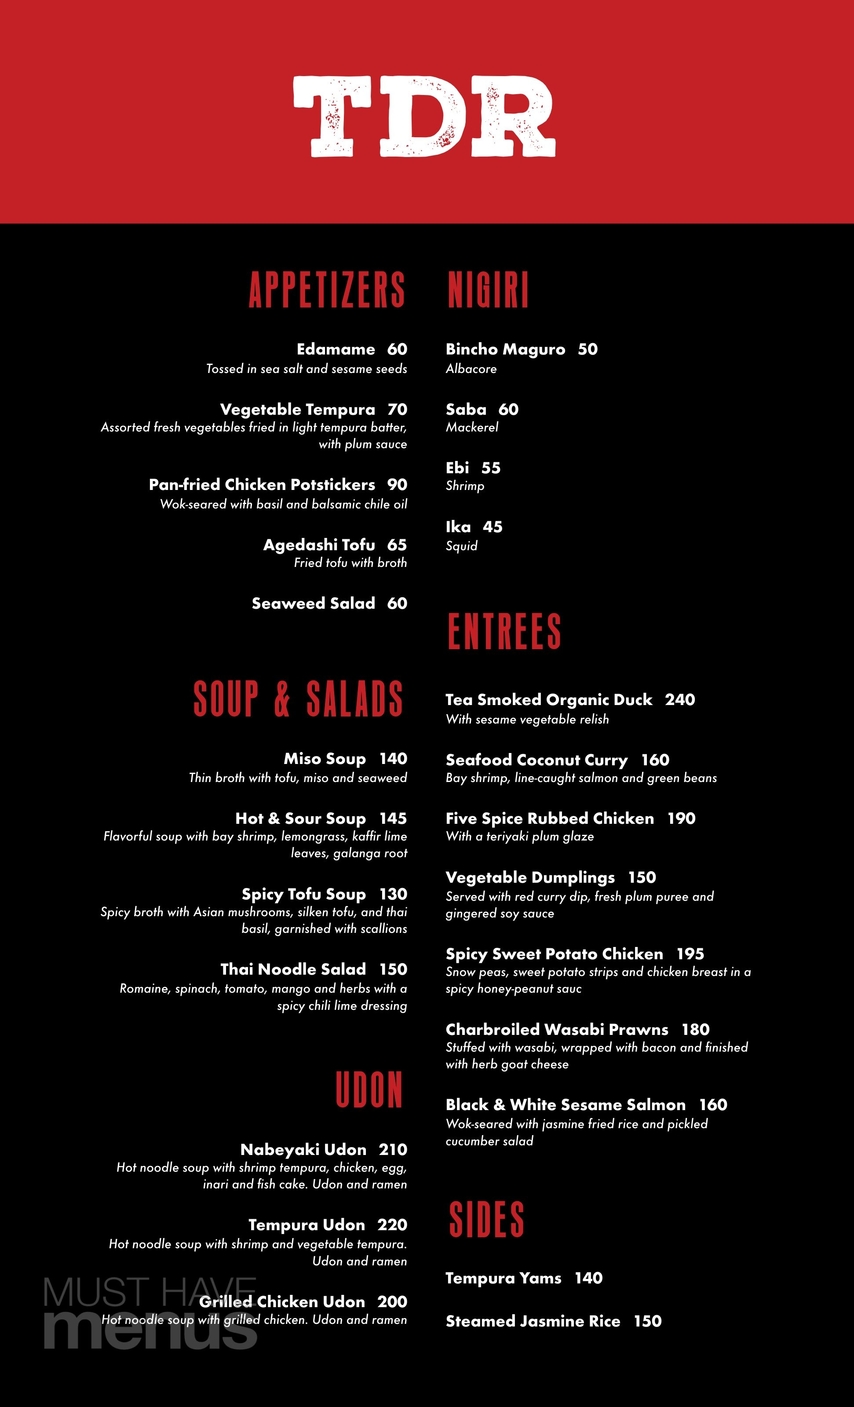 TDR
APPETIZERS
Edamame 60
Tossed in sea salt and sesame seeds
Vegetable Tempura 70
Assorted fresh vegetables fried in light tempura batter,
with plum sauce
Pan-fried Chicken Potstickers 90
Wok-seared with basil and balsamic chile oil
Agedashi Tofu 65
Fried tofu with broth
Seaweed Salad 60
SOUP & SALADS
Miso Soup 140
Thin broth with tofu, miso and seaweed
Hot & Sour Soup 145
Flavorful soup with bay shrimp, lemongrass, kaffir lime
leaves, galanga root
Spicy Tofu Soup 130
Spicy broth with Asian mushrooms, silken tofu, and thai
basil, garnished with scallions
Thai Noodle Salad 150
Romaine, spinach, tomato, mango and herbs with a
spicy chili lime dressing
UDON
Nabeyaki Udon 210
Hot noodle soup with shrimp tempura, chicken, egg,
inari and fish cake. Udon and ramen
Tempura Udon 220
Hot noodle soup with shrimp and vegetable tempura.
Udon and ramen
Grilled Chicken Udon 200
Hot noodle soup with grilled chicken. Udon and ramen
MUST HAVE
menus
NIGIRI
Bincho Maguro 50
Albacore
Saba 60
Mackerel
Ebi 55
Shrimp
Ika 45
Squid
ENTREES
Tea Smoked Organic Duck 240
With sesame vegetable relish
Seafood Coconut Curry 160
Bay shrimp, line-caught salmon and green beans
Five Spice Rubbed Chicken 190
With a teriyaki plum glaze
Vegetable Dumplings 150
Served with red curry dip, fresh plum puree and
gingered soy sauce
Spicy Sweet Potato Chicken 195
Snow peas, sweet potato strips and chicken breast in a
spicy honey-peanut sauc
Charbroiled Wasabi Prawns 180
Stuffed with wasabi, wrapped with bacon and finished
with herb goat cheese
Black & White Sesame Salmon 160
Wok-seared with jasmine fried rice and pickled
cucumber salad
SIDES
Tempura Yams 140
Steamed Jasmine Rice 150